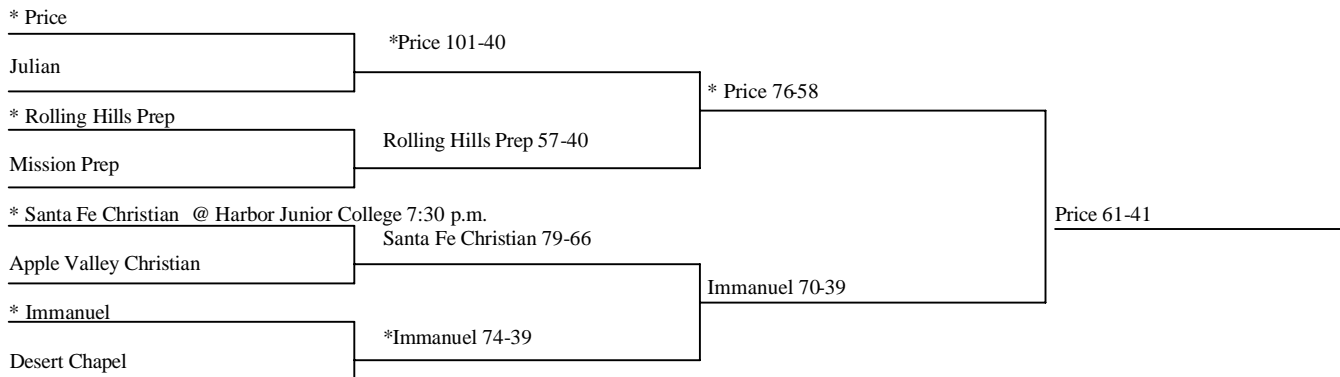 * Price
Julian
* Rolling Hills Prep
Mission Prep
* Santa Fe Christian @ Harbor Junior College 7:30 p.m.
Apple Valley Christian
* Immanuel
Desert Chapel
*Price 101-40
Rolling Hills Prep 57-40
Santa Fe Christian 79-66
*Immanuel 74-39
* Price 76-58
Immanuel 70-39
Price 61-41